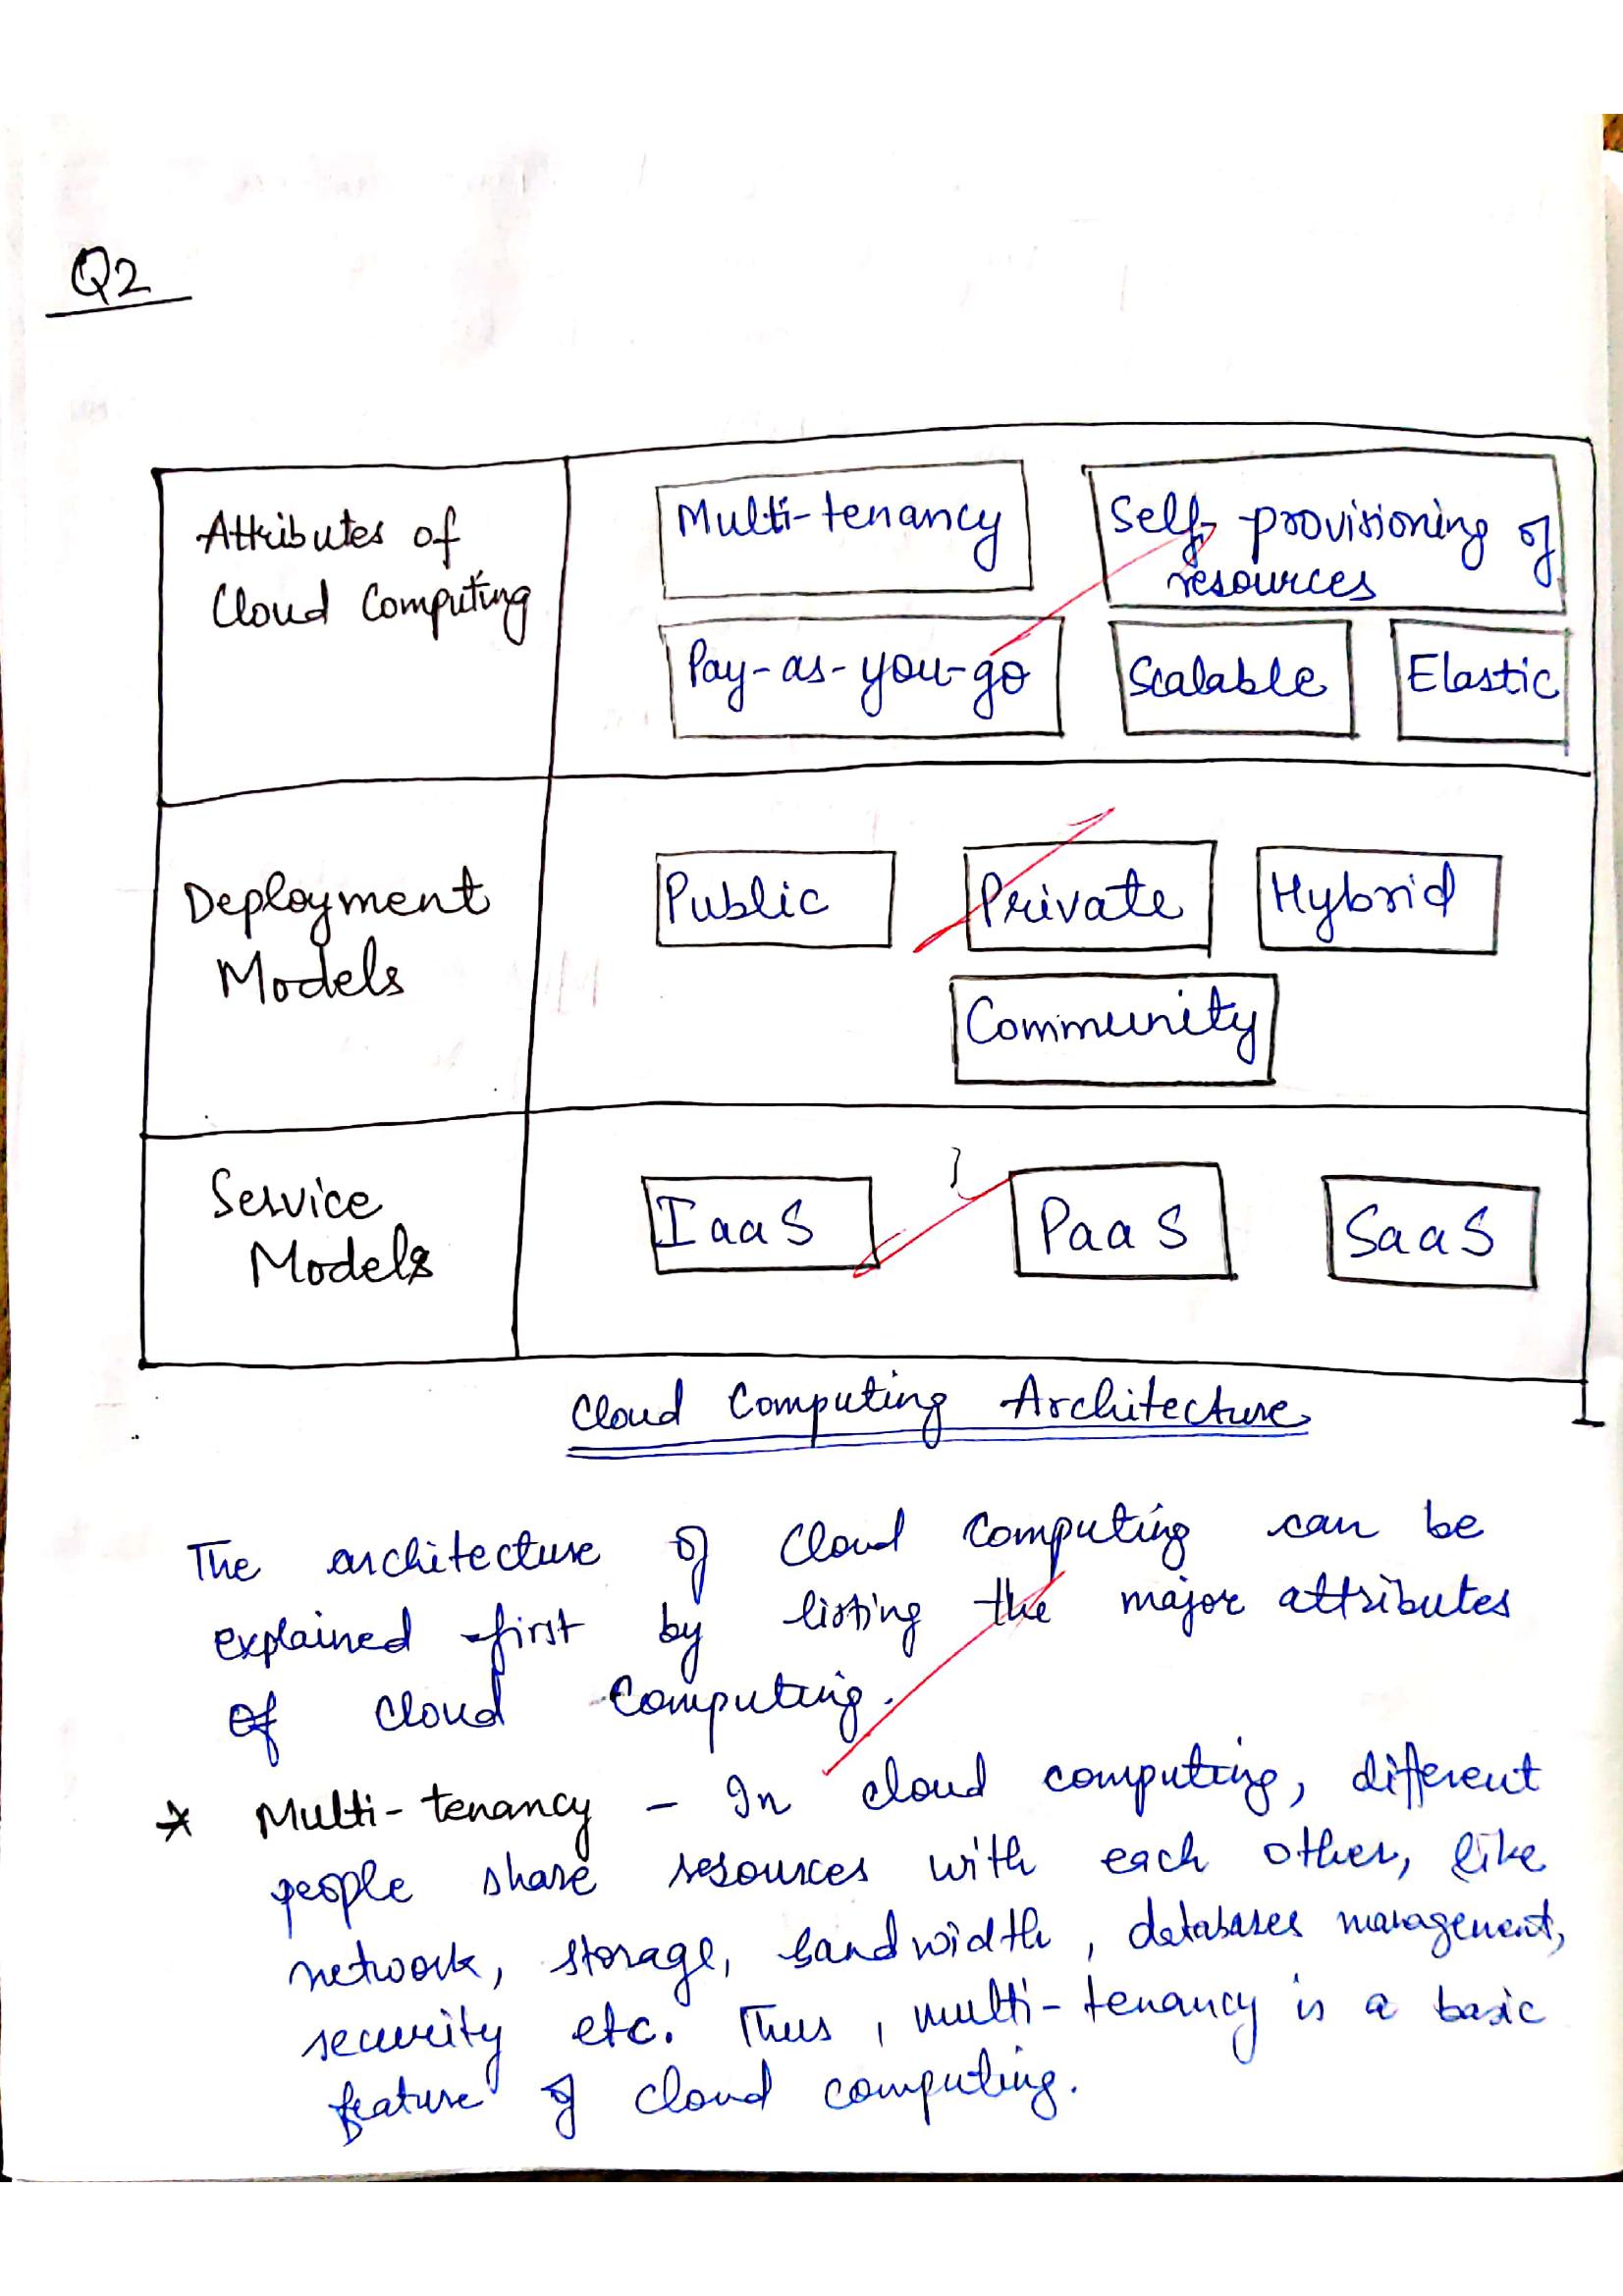 Q2
Attributes of
Cloud Computing
Multi-tenancy
Self-provisioning of
resources
Pay-as-you-go
Scalable
Elastic
Deployment
Models
Public
Private
Hybrid
Community
Service
Models
IaaS
PaaS
SaaS
Cloud Computing Architecture
The architecture of Cloud Computing can be
explained first by listing the major attributes
of cloud computing.
* Multi-tenancy - In cloud computing, different
people share resources with each other, like
network, storage, bandwidth, databases management,
security etc. Thus, multi-tenancy is a basic
feature of cloud computing.